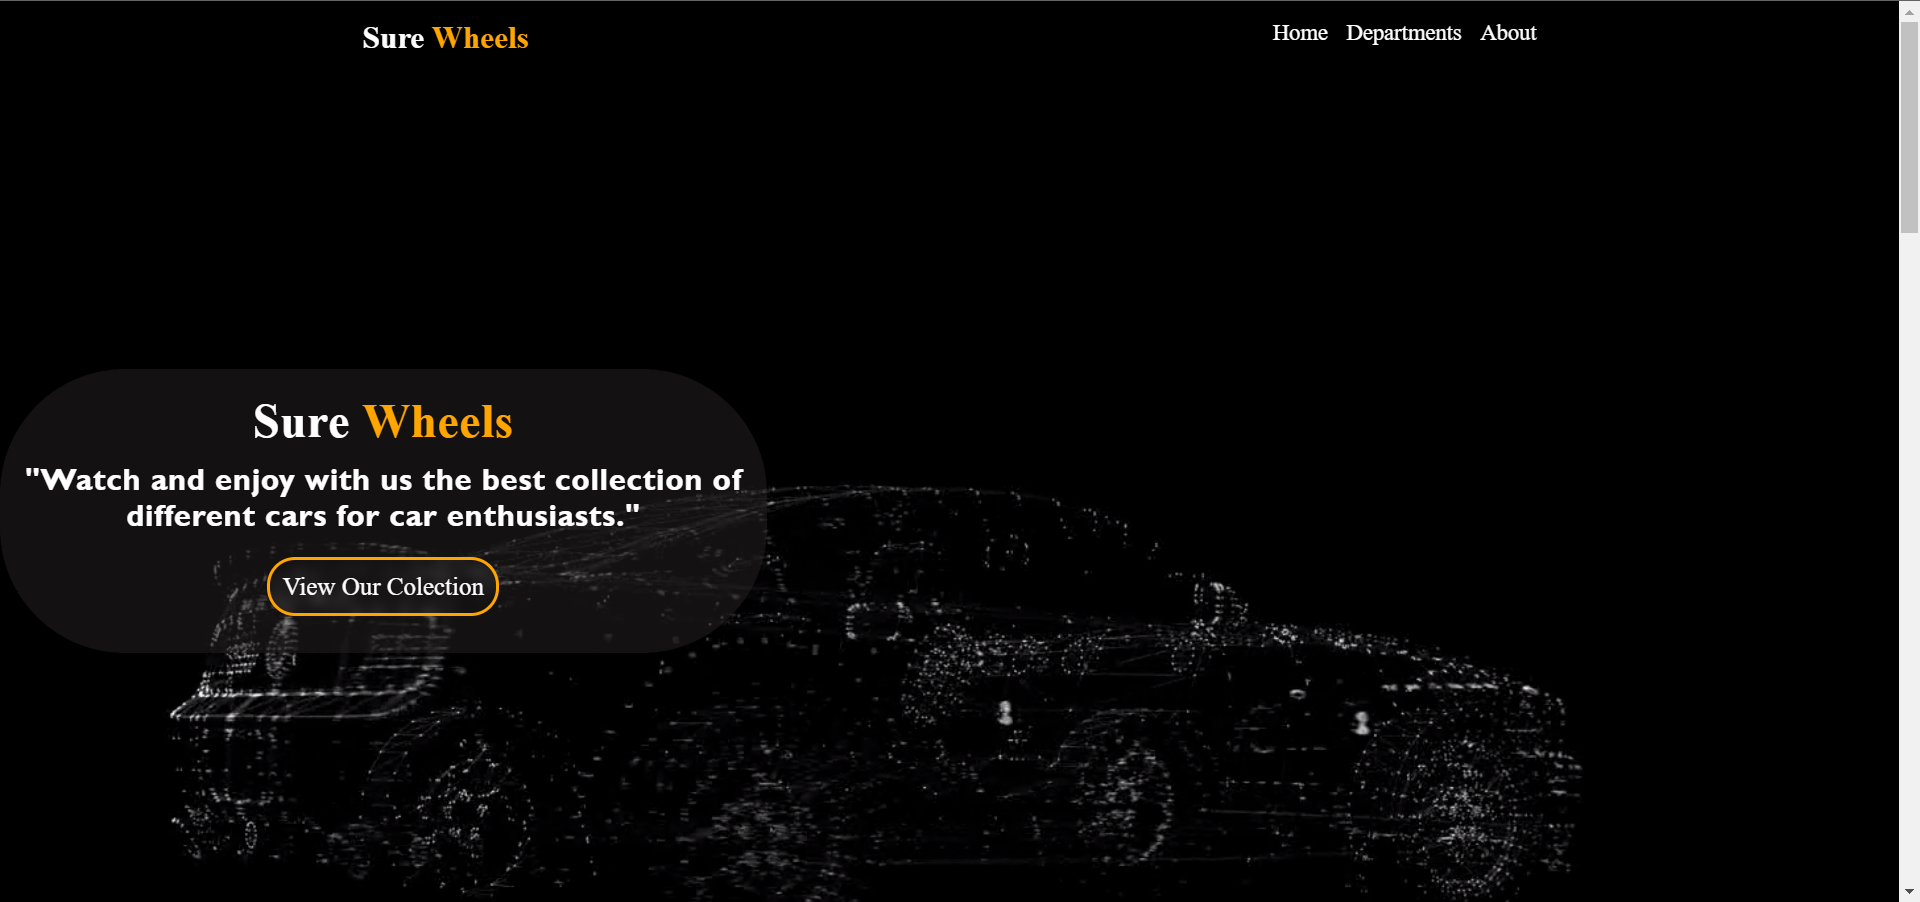 Sure Wheels
Home Departments About
Sure Wheels
"Watch and enjoy with us the best collection of
different cars for car enthusiasts."
View Our Colection